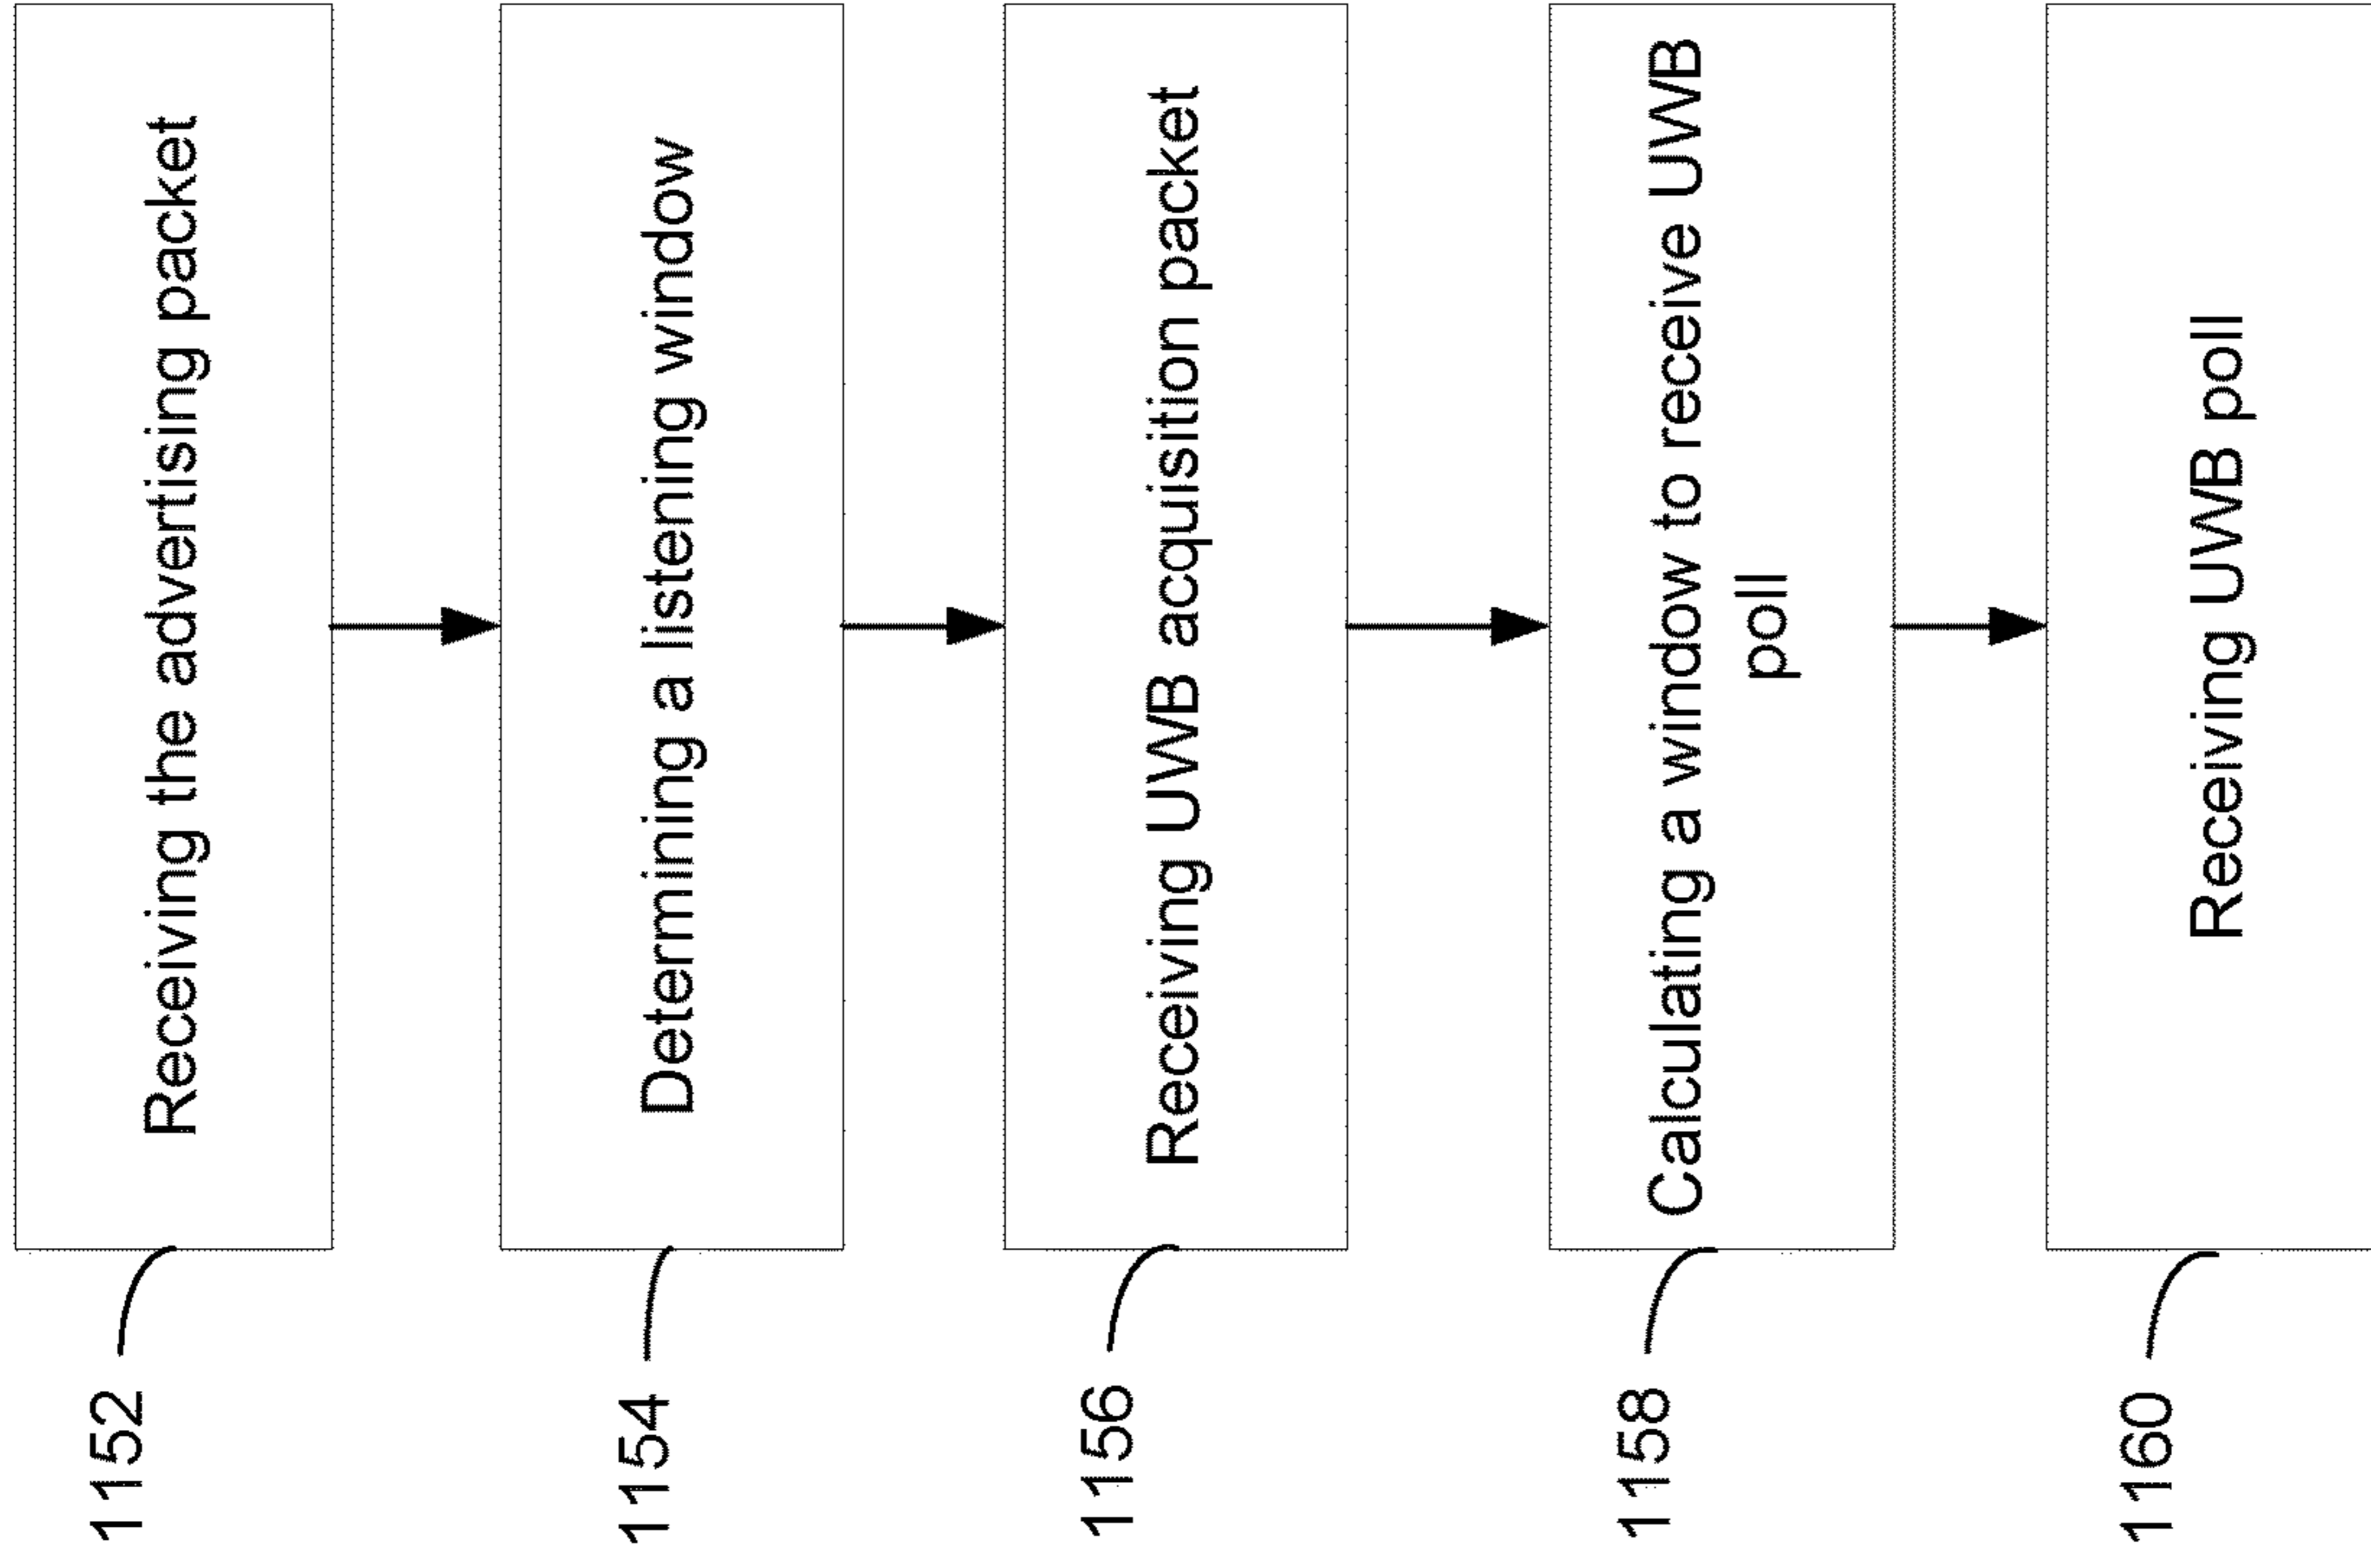 1152
Receiving the advertising packet
1154
Determining a listening window
1156
Receiving UWB acquisition packet
1158
Calculating a window to receive UWB
poll
1160
Receiving UWB poll